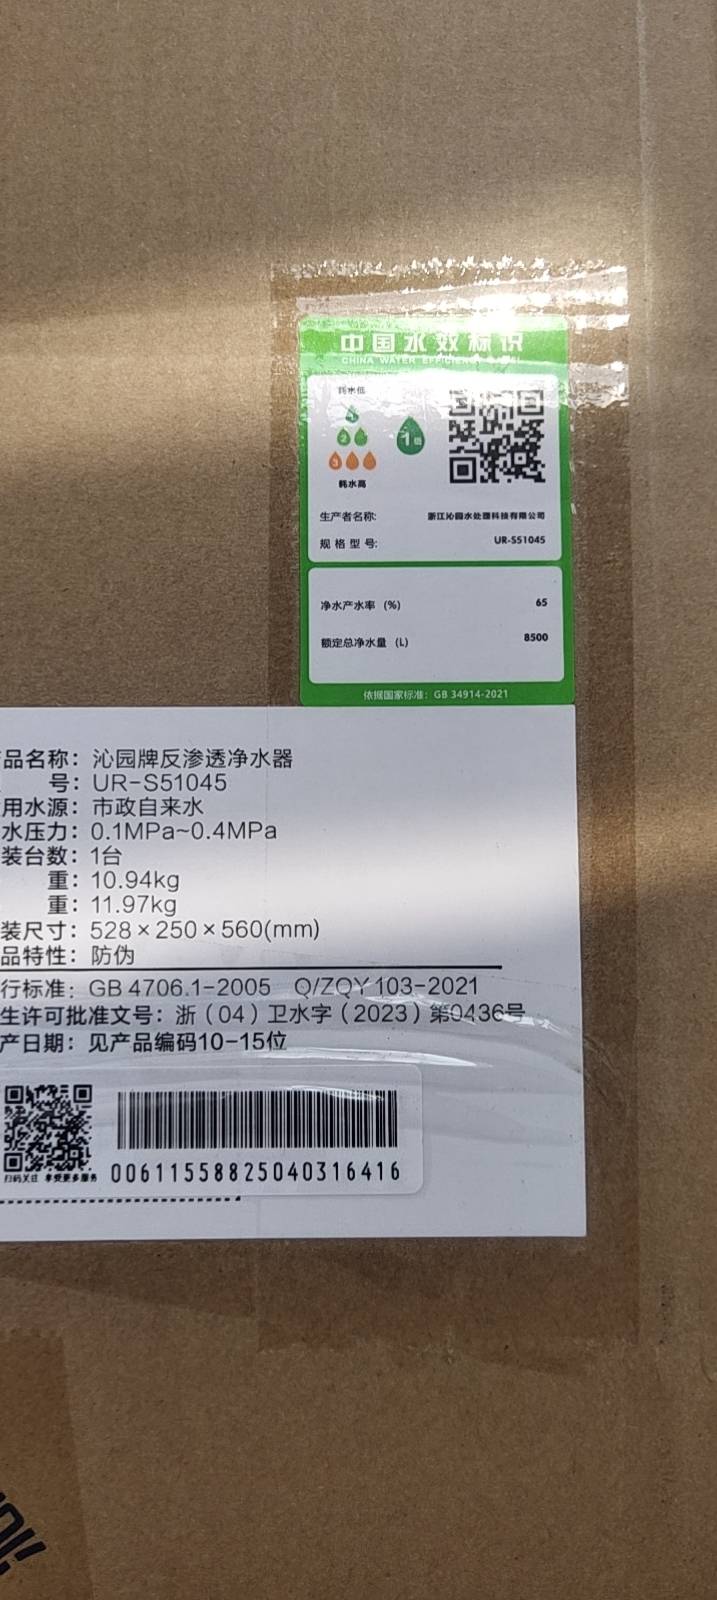 中国水效标识
CHINA WATER EFFICIENCY LABEL
耗水低
1
2
3
耗水高
1级
生产者名称: 浙江沁园水处理科技有限公司
规格型号: UR-S51045
净水产水率 (%) 65
额定总净水量 (L) 8500
依据国家标准: GB 34914-2021
品名称: 沁园牌反渗透净水器
号: UR-S51045
用水源: 市政自来水
水压力: 0.1MPa~0.4MPa
装台数: 1台
重: 10.94kg
重: 11.97kg
装尺寸: 528×250×560(mm)
品特性: 防伪
行标准: GB 4706.1-2005 Q/ZQY 103-2021
生许可批准文号: 浙(04)卫水字(2023)第0436号
产日期: 见产品编码10-15位
扫码关注 享受更多服务
00611558825040316416